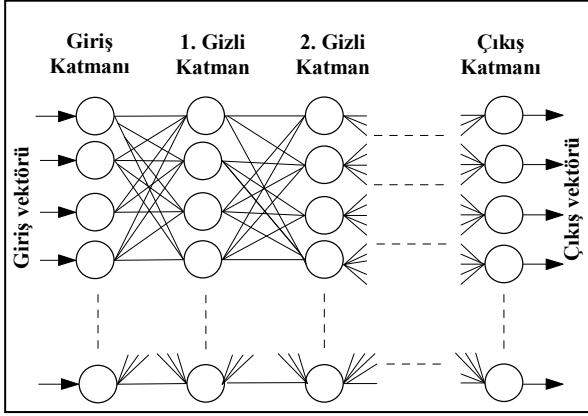 Giriş
Katmanı
1. Gizli
Katman
2. Gizli
Katman
Çıkış
Katmanı
Giriş vektörü
Çıkış vektörü